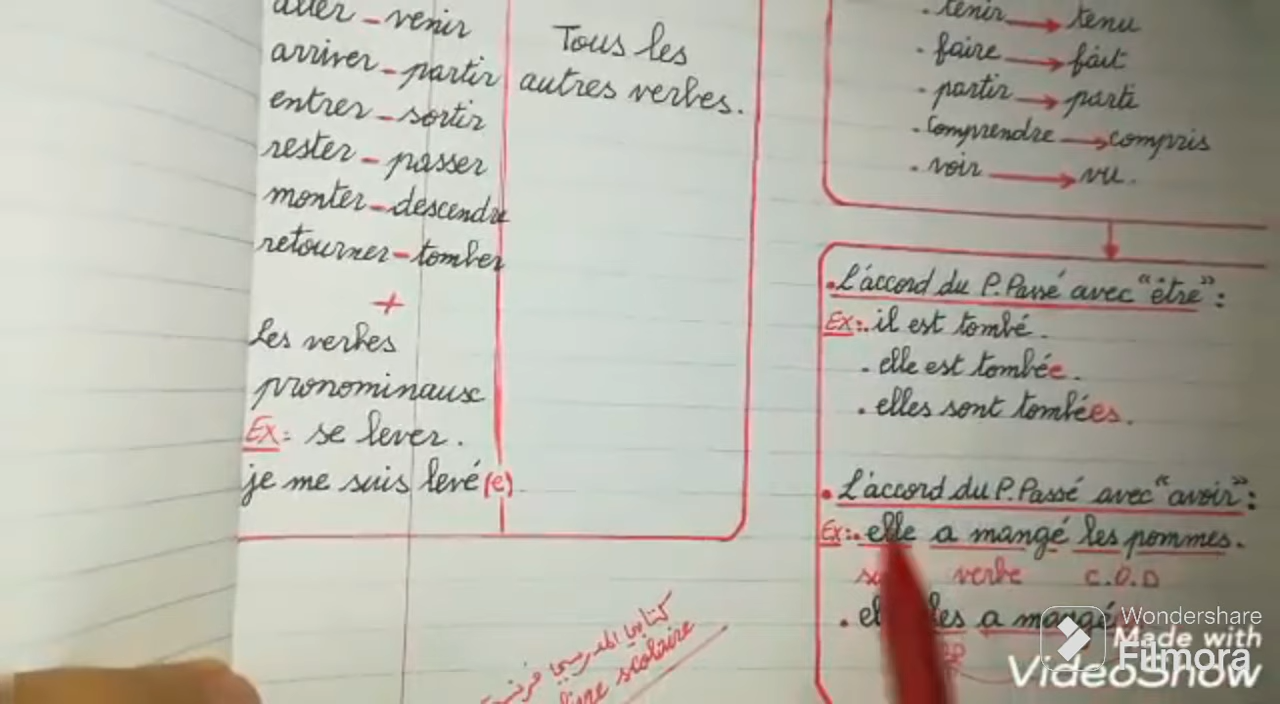 aller - venir
arriver - partir
entrer - sortir
rester - passer
monter - descendre
retourner - tomber
+
Les verbes
pronominaux
Ex: se lever.
je me suis levé(e)
Tous les
autres verbes.
. tenir → tenu
. faire → fait
. partir → parti
. Comprendre → compris
. voir → vu.
. L'accord du P. Passé avec "être":
Ex:. il est tombé.
. elle est tombée.
. elles sont tombées.
. L'accord du P. Passé avec "avoir":
Ex:. elle a mangé les pommes.
verbe C.O.D
. les a mangé
scolaire
Wondershare
Filmora
Made with
VideoShow